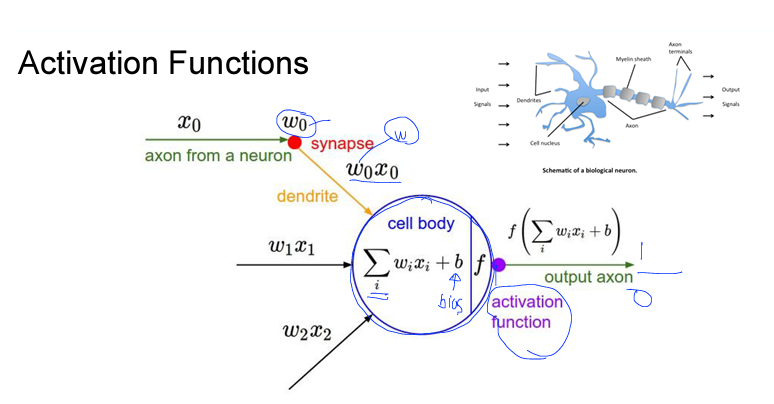 Activation Functions
Axon
terminals
Myelin sheath
Input
Signals
Dendrites
Axon
Output
Signals
Cell nucleus
Schematic of a biological neuron.
x₀
w₀
w
synapse
axon from a neuron
w₀x₀
dendrite
cell body
f(∑ᵢ wᵢxᵢ + b)
w₁x₁
∑ᵢ wᵢxᵢ + b
f
output axon
1
0
bias
activation
function
w₂x₂